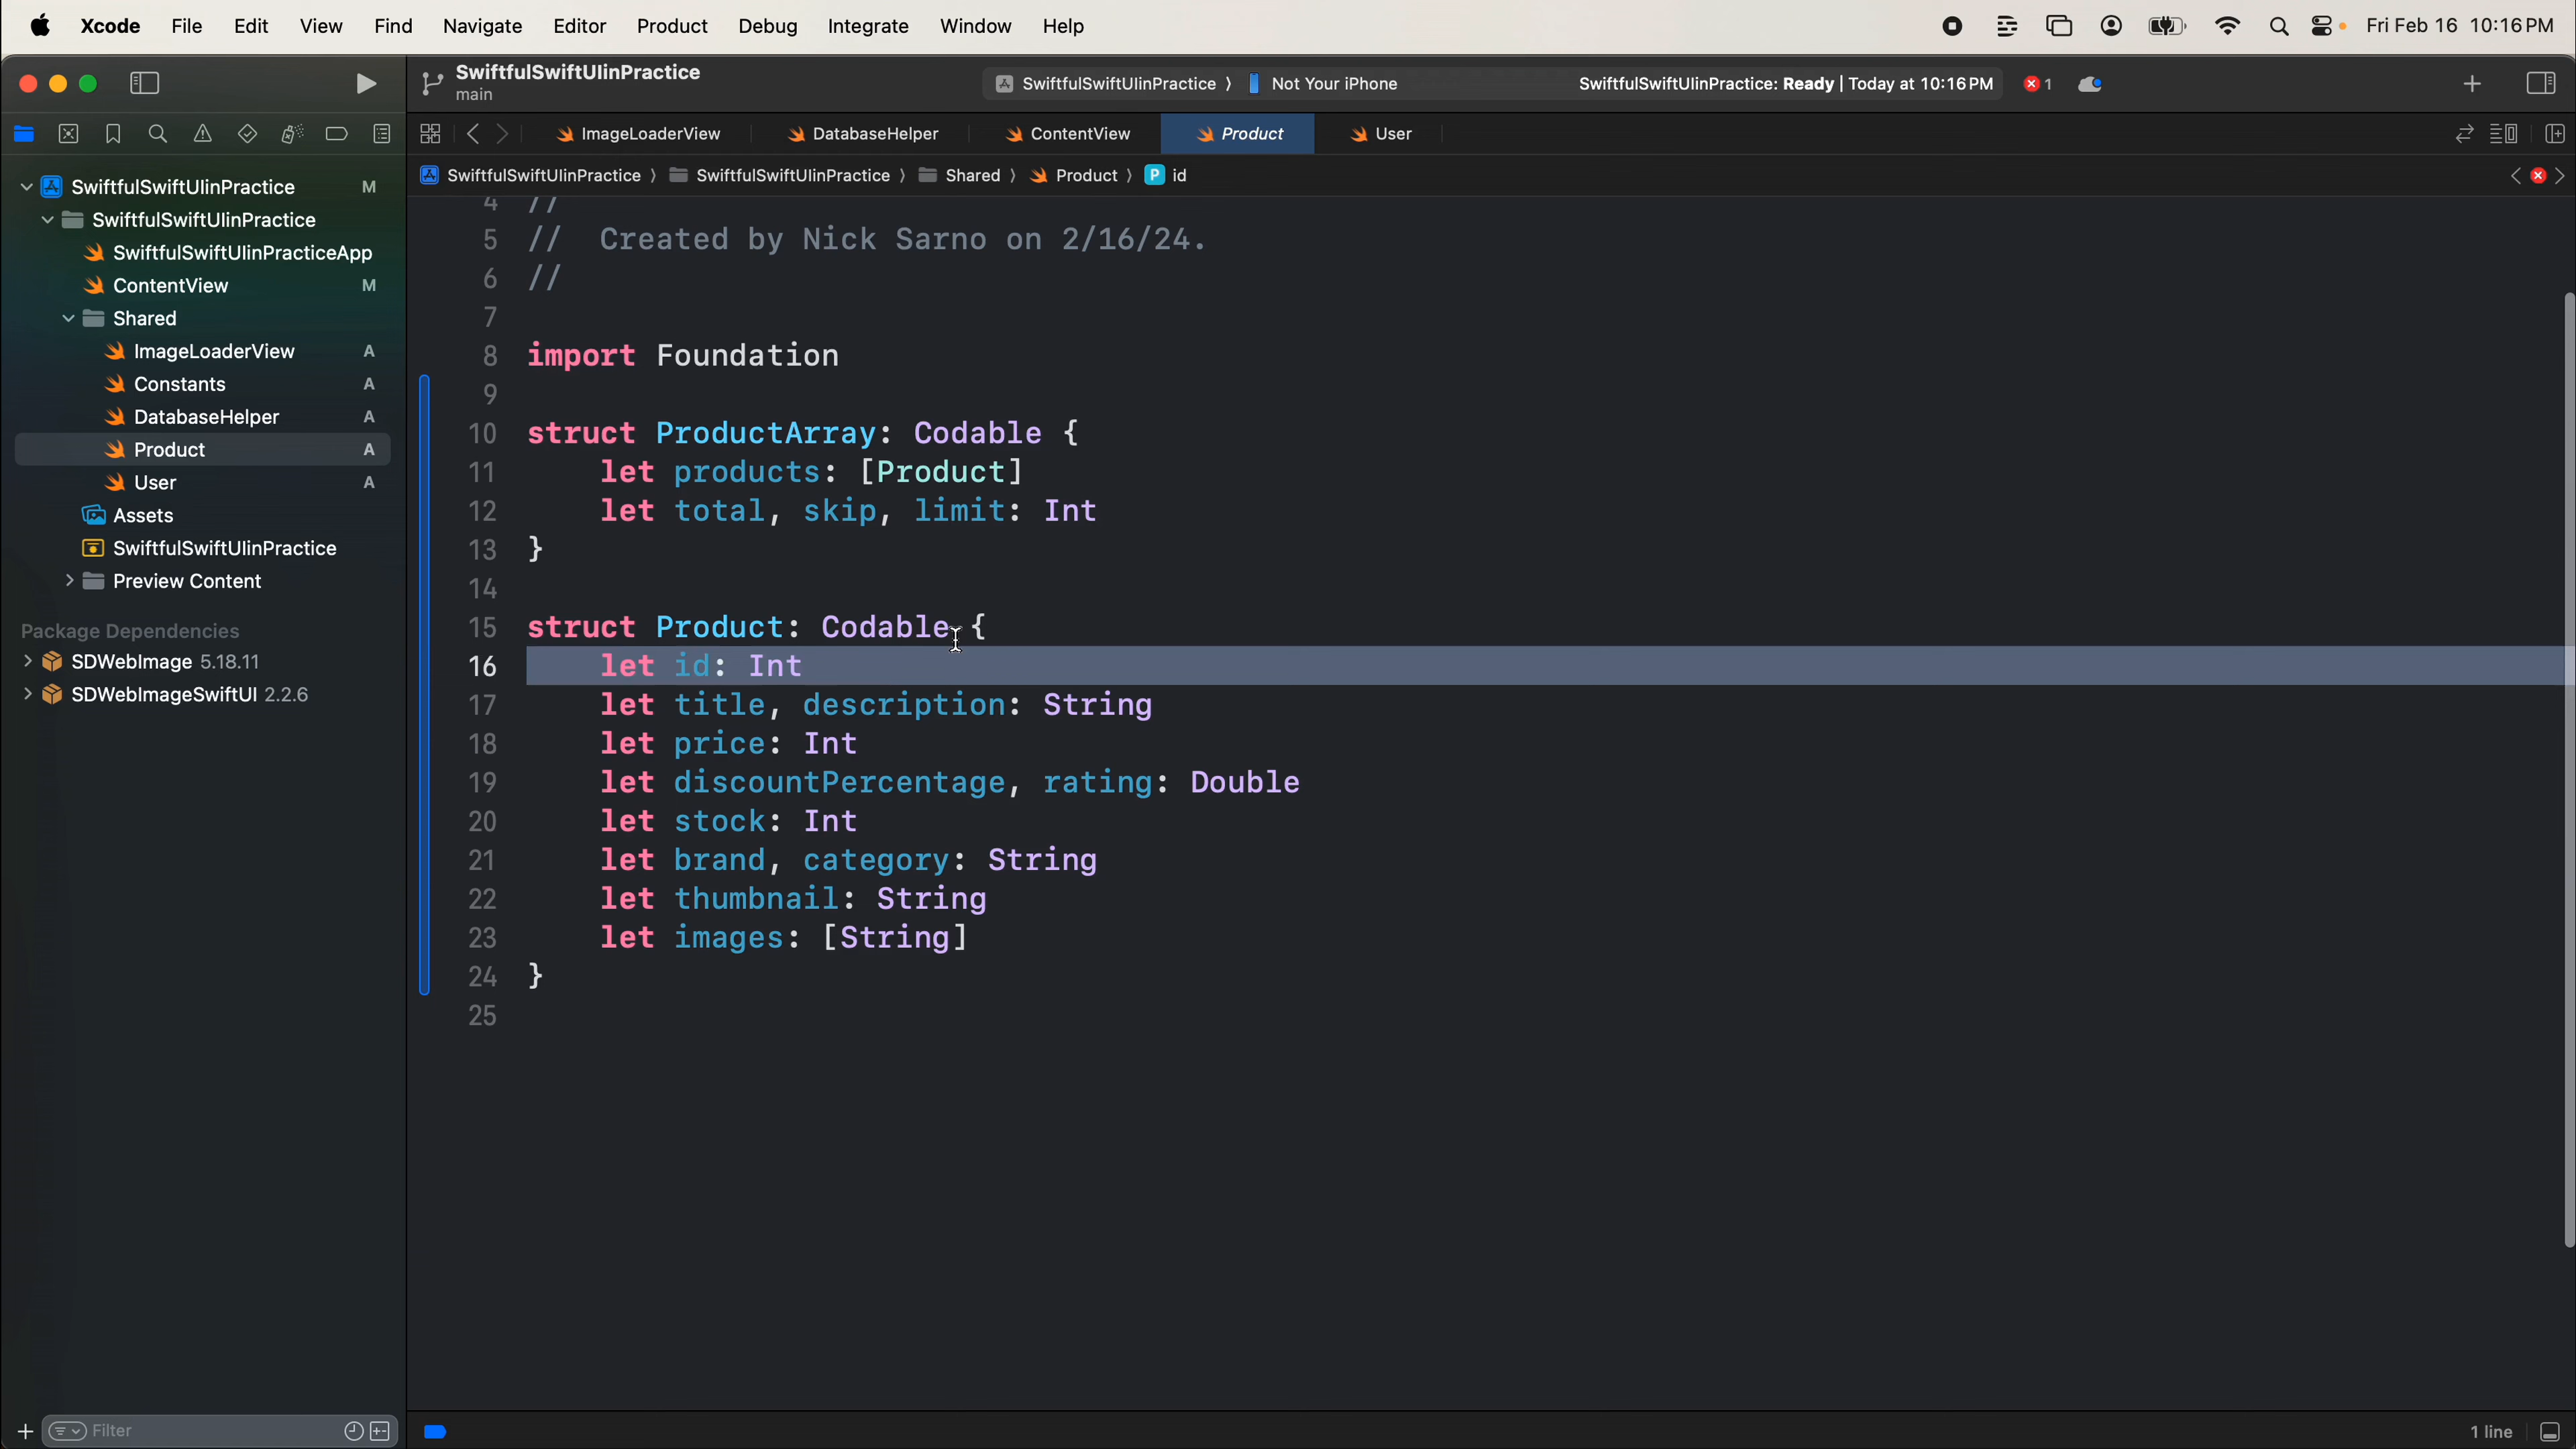 Xcode File Edit View Find Navigate Editor Product Debug Integrate Window Help Fri Feb 16 10:16 PM
SwiftfulSwiftUIinPractice
main
SwiftfulSwiftUIinPractice 〉 Not Your iPhone
SwiftfulSwiftUIinPractice: Ready | Today at 10:16 PM 1
ImageLoaderView DatabaseHelper ContentView Product User
SwiftfulSwiftUIinPractice 〉 SwiftfulSwiftUIinPractice 〉 Shared 〉 Product 〉 P id
SwiftfulSwiftUIinPractice M
SwiftfulSwiftUIinPractice
SwiftfulSwiftUIinPracticeApp
ContentView M
Shared
ImageLoaderView A
Constants A
DatabaseHelper A
Product A
User A
Assets
SwiftfulSwiftUIinPractice
Preview Content
Package Dependencies
SDWebImage 5.18.11
SDWebImageSwiftUI 2.2.6
Filter
4 //
5 //  Created by Nick Sarno on 2/16/24.
6 //
7
8 import Foundation
9
10 struct ProductArray: Codable {
11     let products: [Product]
12     let total, skip, limit: Int
13 }
14
15 struct Product: Codable {
16     let id: Int
17     let title, description: String
18     let price: Int
19     let discountPercentage, rating: Double
20     let stock: Int
21     let brand, category: String
22     let thumbnail: String
23     let images: [String]
24 }
25
1 line